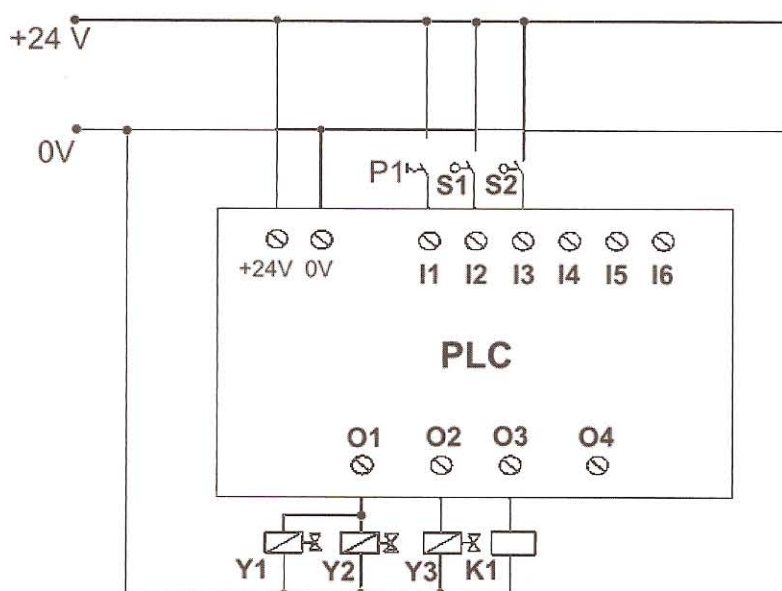 +24 V
0V
P1 S1 S2
+24V 0V I1 I2 I3 I4 I5 I6
PLC
O1 O2 O3 O4
Y1 Y2 Y3 K1